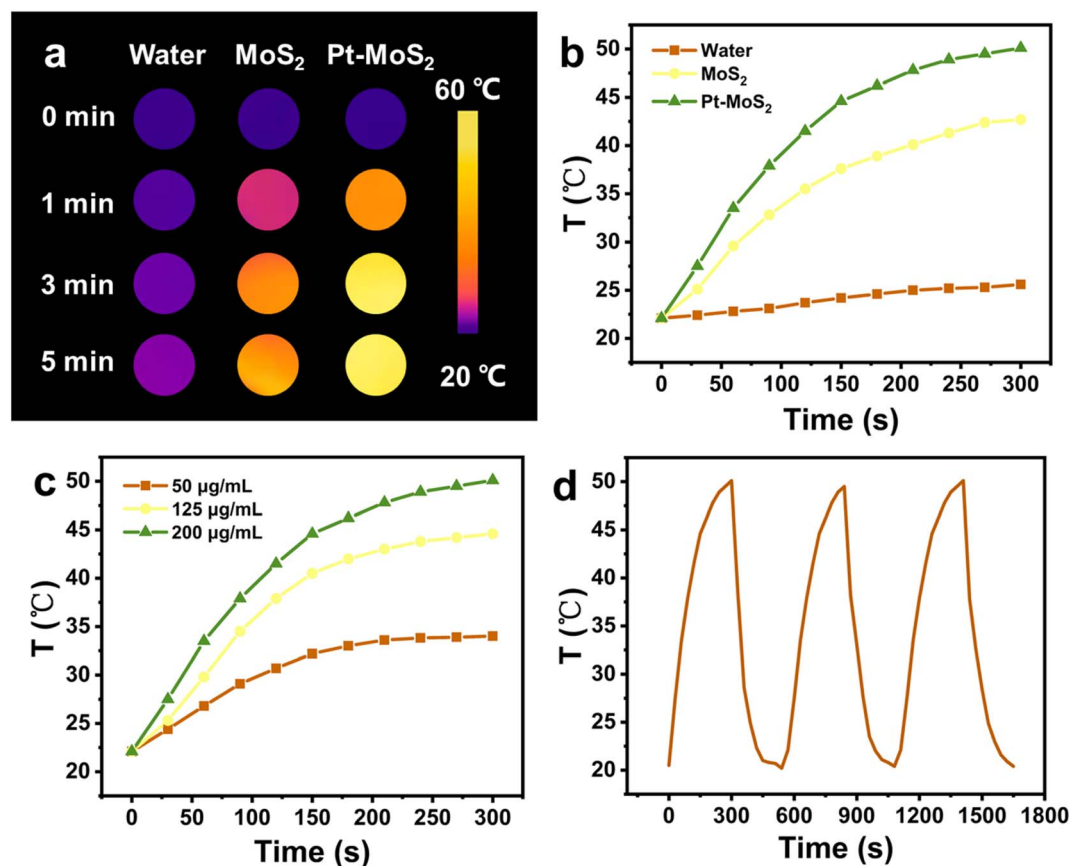 a
Water MoS₂ Pt-MoS₂
0 min
1 min
3 min
5 min
60 ℃
20 ℃
b
Water
MoS₂
Pt-MoS₂
T (℃)
50
45
40
35
30
25
20
0 50 100 150 200 250 300
Time (s)
c
50 μg/mL
125 μg/mL
200 μg/mL
T (℃)
50
45
40
35
30
25
20
0 50 100 150 200 250 300
Time (s)
d
T (℃)
50
45
40
35
30
25
20
0 300 600 900 1200 1500 1800
Time (s)